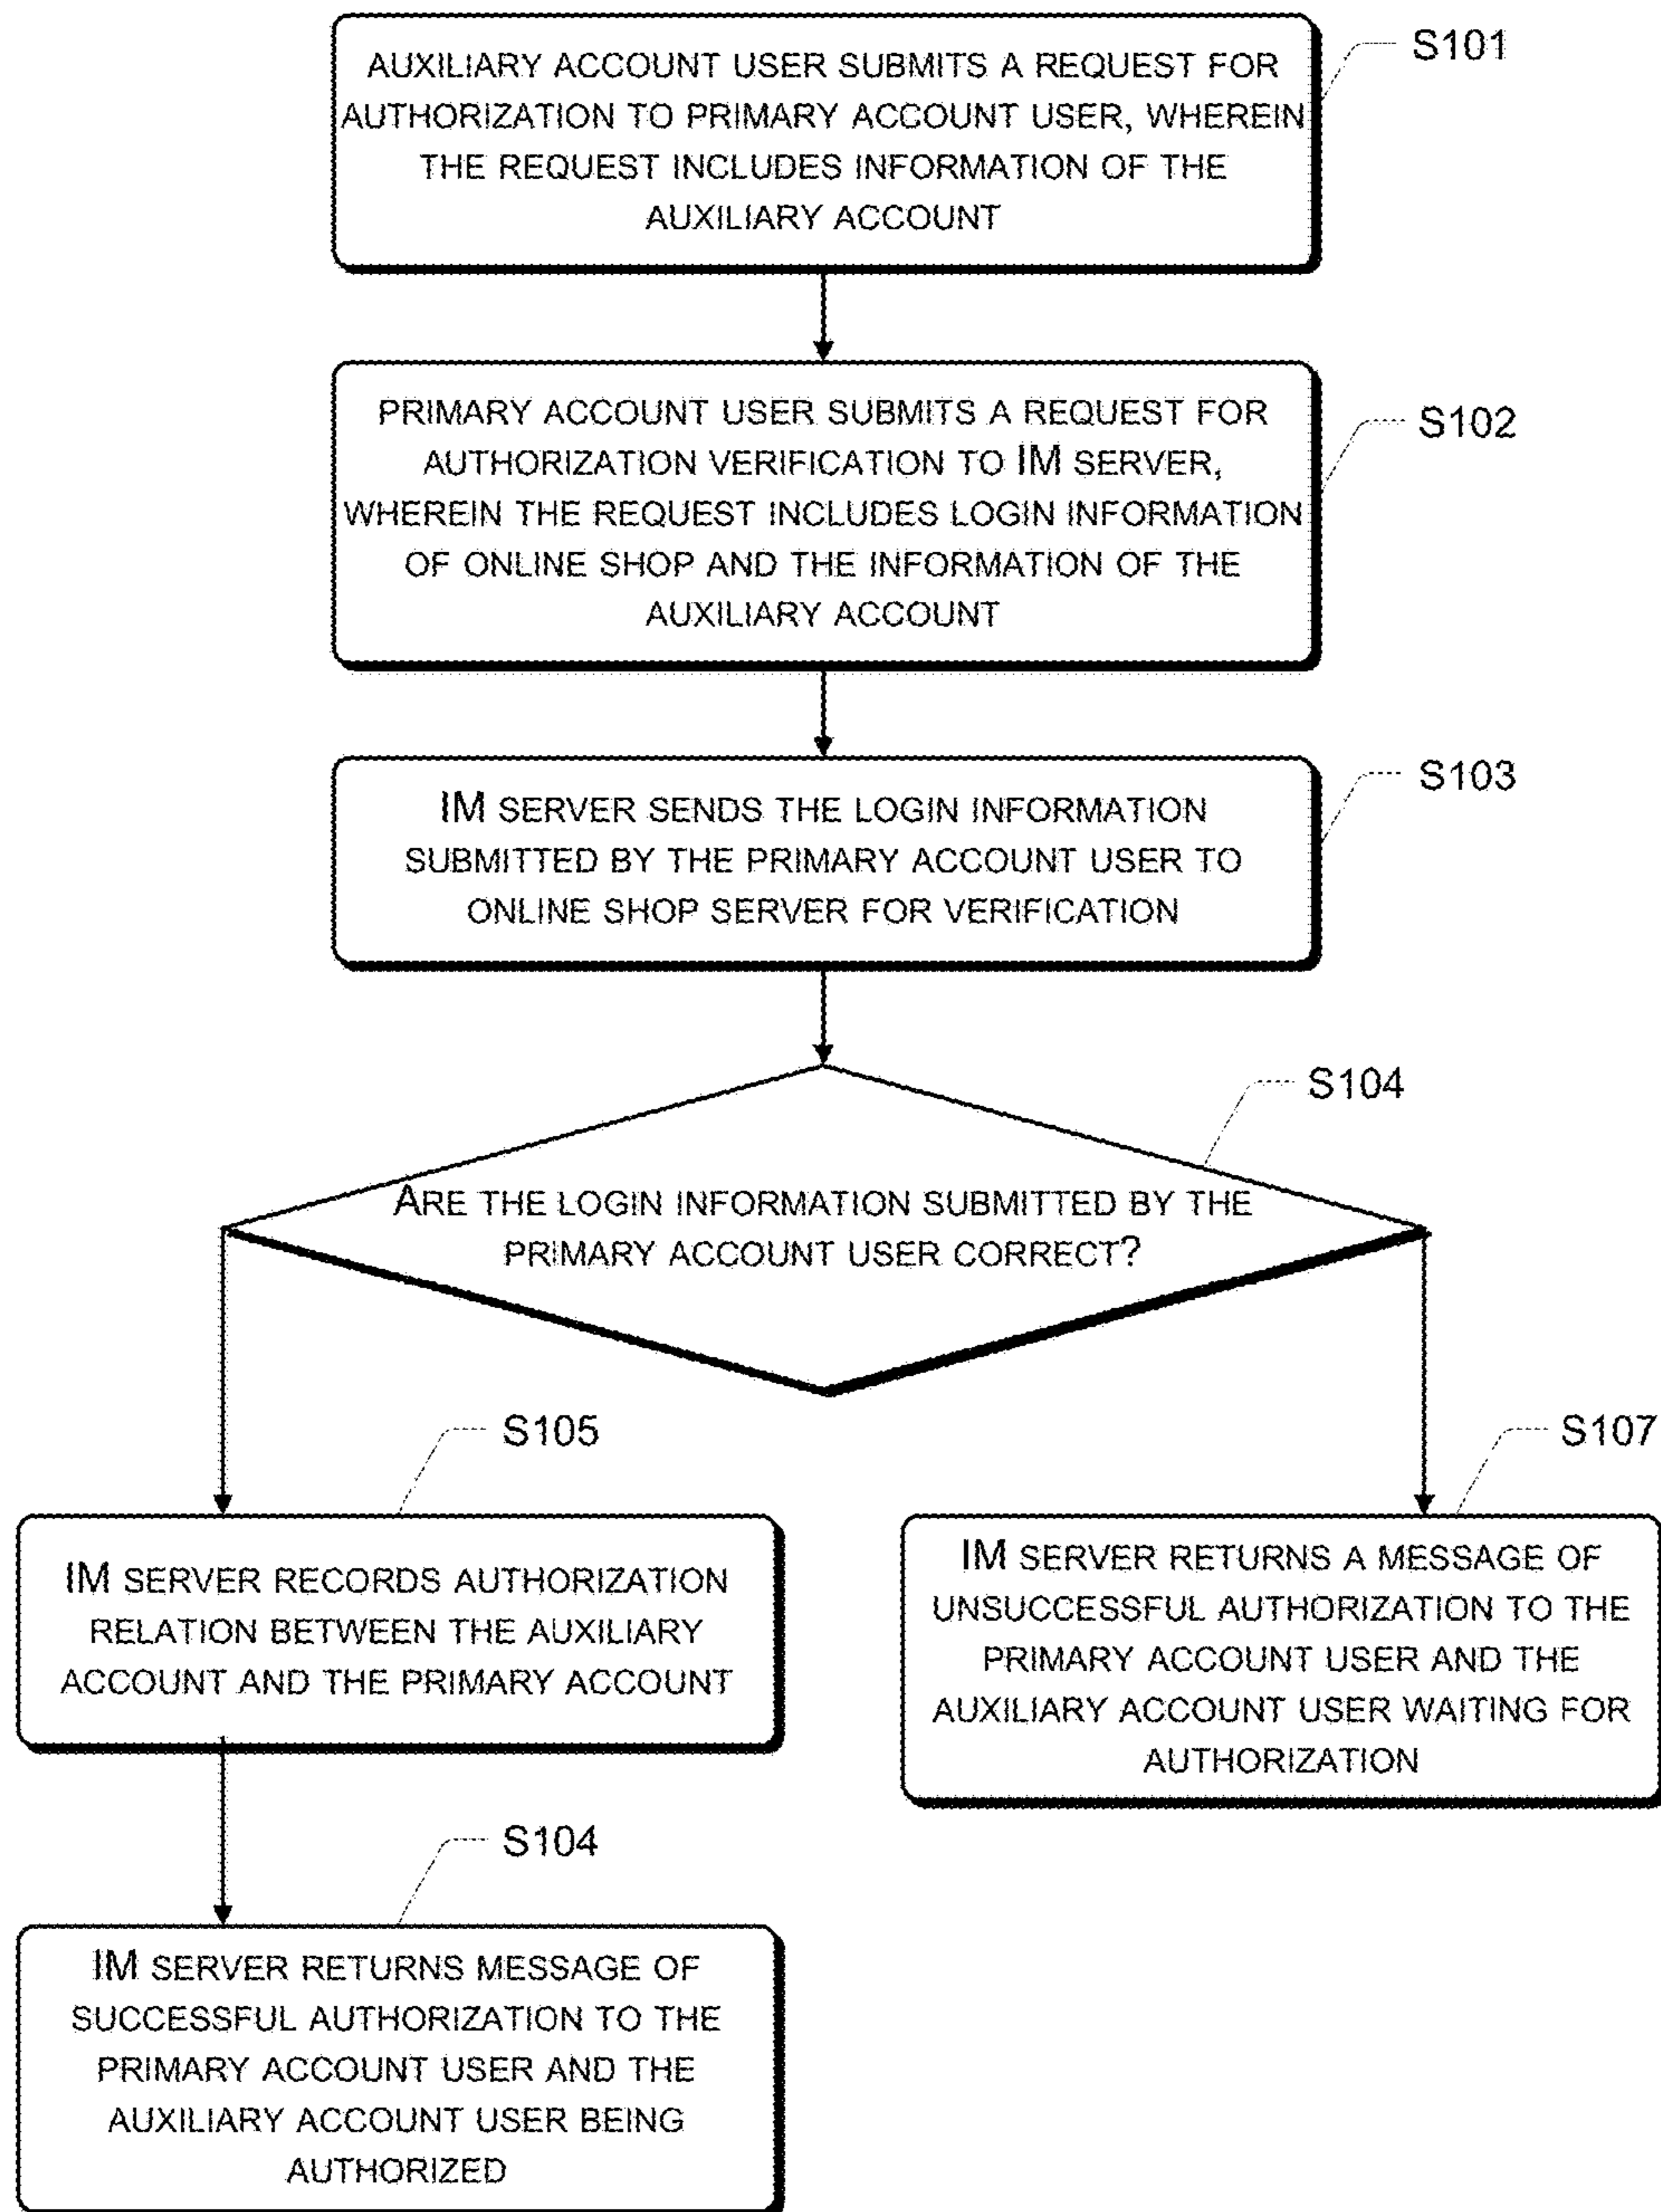 AUXILIARY ACCOUNT USER SUBMITS A REQUEST FOR
AUTHORIZATION TO PRIMARY ACCOUNT USER, WHEREIN
THE REQUEST INCLUDES INFORMATION OF THE
AUXILIARY ACCOUNT
S101
PRIMARY ACCOUNT USER SUBMITS A REQUEST FOR
AUTHORIZATION VERIFICATION TO IM SERVER,
WHEREIN THE REQUEST INCLUDES LOGIN INFORMATION
OF ONLINE SHOP AND THE INFORMATION OF THE
AUXILIARY ACCOUNT
S102
IM SERVER SENDS THE LOGIN INFORMATION
SUBMITTED BY THE PRIMARY ACCOUNT USER TO
ONLINE SHOP SERVER FOR VERIFICATION
S103
ARE THE LOGIN INFORMATION SUBMITTED BY THE
PRIMARY ACCOUNT USER CORRECT?
S104
IM SERVER RECORDS AUTHORIZATION
RELATION BETWEEN THE AUXILIARY
ACCOUNT AND THE PRIMARY ACCOUNT
S105
IM SERVER RETURNS A MESSAGE OF
UNSUCCESSFUL AUTHORIZATION TO THE
PRIMARY ACCOUNT USER AND THE
AUXILIARY ACCOUNT USER WAITING FOR
AUTHORIZATION
S107
IM SERVER RETURNS MESSAGE OF
SUCCESSFUL AUTHORIZATION TO THE
PRIMARY ACCOUNT USER AND THE
AUXILIARY ACCOUNT USER BEING
AUTHORIZED
S104